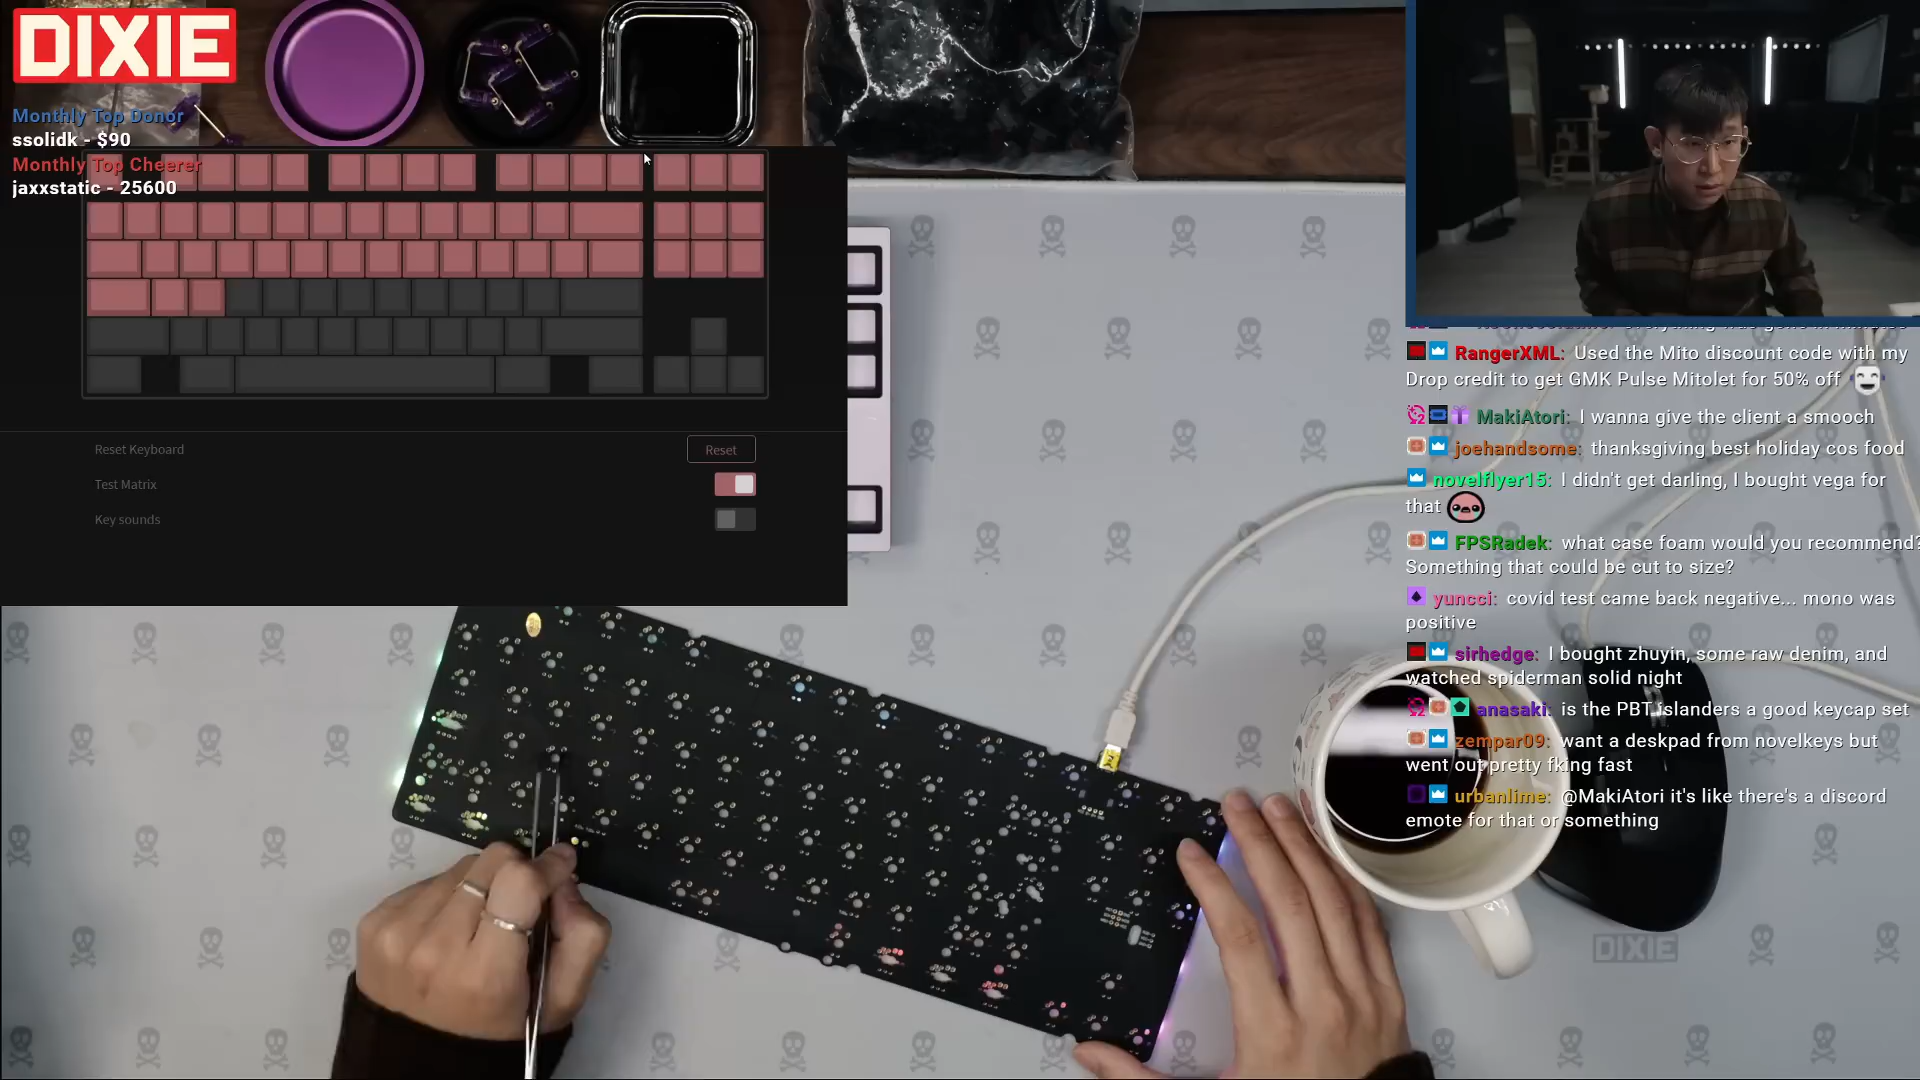 DIXIE
Monthly Top Donor
ssolidk - $90
Monthly Top Cheerer
jaxxstatic - 25600
Reset Keyboard
Reset
Test Matrix
Key sounds
RangerXML: Used the Mito discount code with my
Drop credit to get GMK Pulse Mitolet for 50% off
MakiAtori: I wanna give the client a smooch
joehandsome: thanksgiving best holiday cos food
novelflyer15: I didn't get darling, I bought vega for
that
FPSRadek: what case foam would you recommend?
Something that could be cut to size?
yuncci: covid test came back negative... mono was
positive
sirhedge: I bought zhuyin, some raw denim, and
watched spiderman solid night
anasaki: is the PBT islanders a good keycap set
zempar09: want a deskpad from novelkeys but
went out pretty fking fast
urbanlime: @MakiAtori it's like there's a discord
emote for that or something
DIXIE